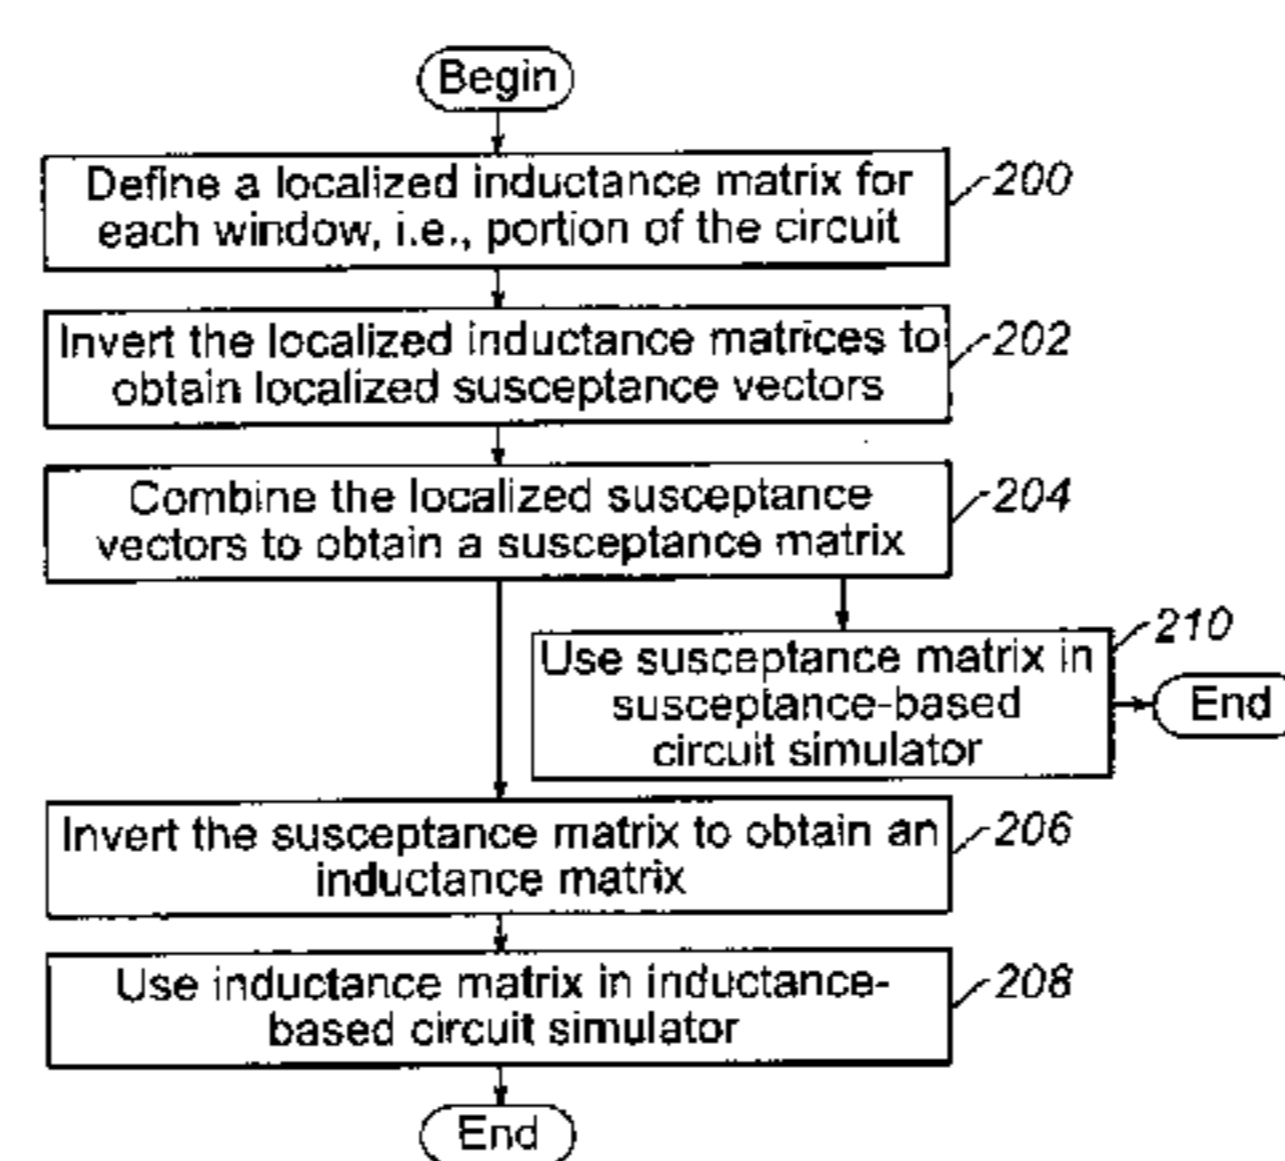 Begin
Define a localized inductance matrix for
each window, i.e., portion of the circuit
200
Invert the localized inductance matrices to
obtain localized susceptance vectors
202
Combine the localized susceptance
vectors to obtain a susceptance matrix
204
210
Use susceptance matrix in
susceptance-based
circuit simulator
End
Invert the susceptance matrix to obtain an
inductance matrix
206
Use inductance matrix in inductance-
based circuit simulator
208
End